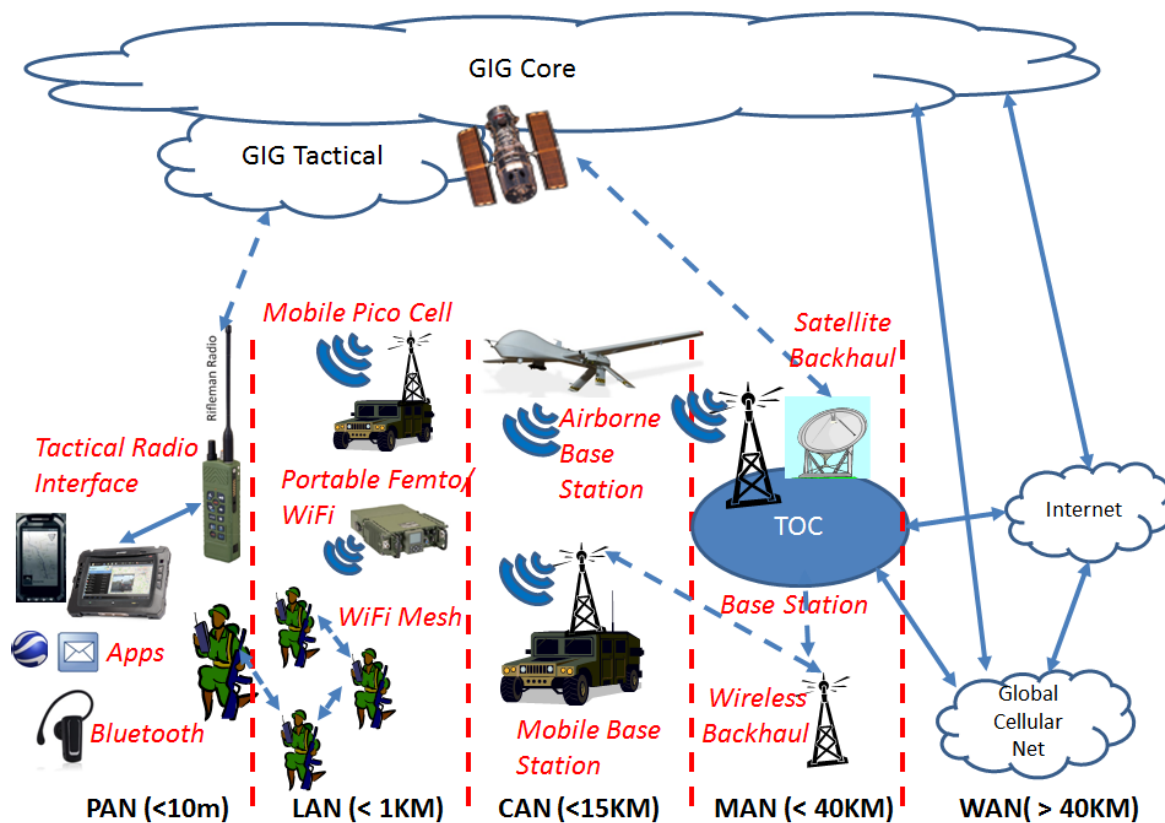 GIG Core
GIG Tactical
Mobile Pico Cell
Satellite
Backhaul
Rifleman Radio
Airborne
Base
Station
Tactical Radio
Interface
Portable Femto/
WiFi
TOC
Internet
WiFi Mesh
Base Station
Apps
Bluetooth
Mobile Base
Station
Wireless
Backhaul
Global
Cellular
Net
PAN (<10m)
LAN (< 1KM)
CAN (<15KM)
MAN (< 40KM)
WAN( > 40KM)